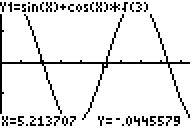 Y1=sin(X)+cos(X)*√(3)
X=5.213707 Y=-.0445579